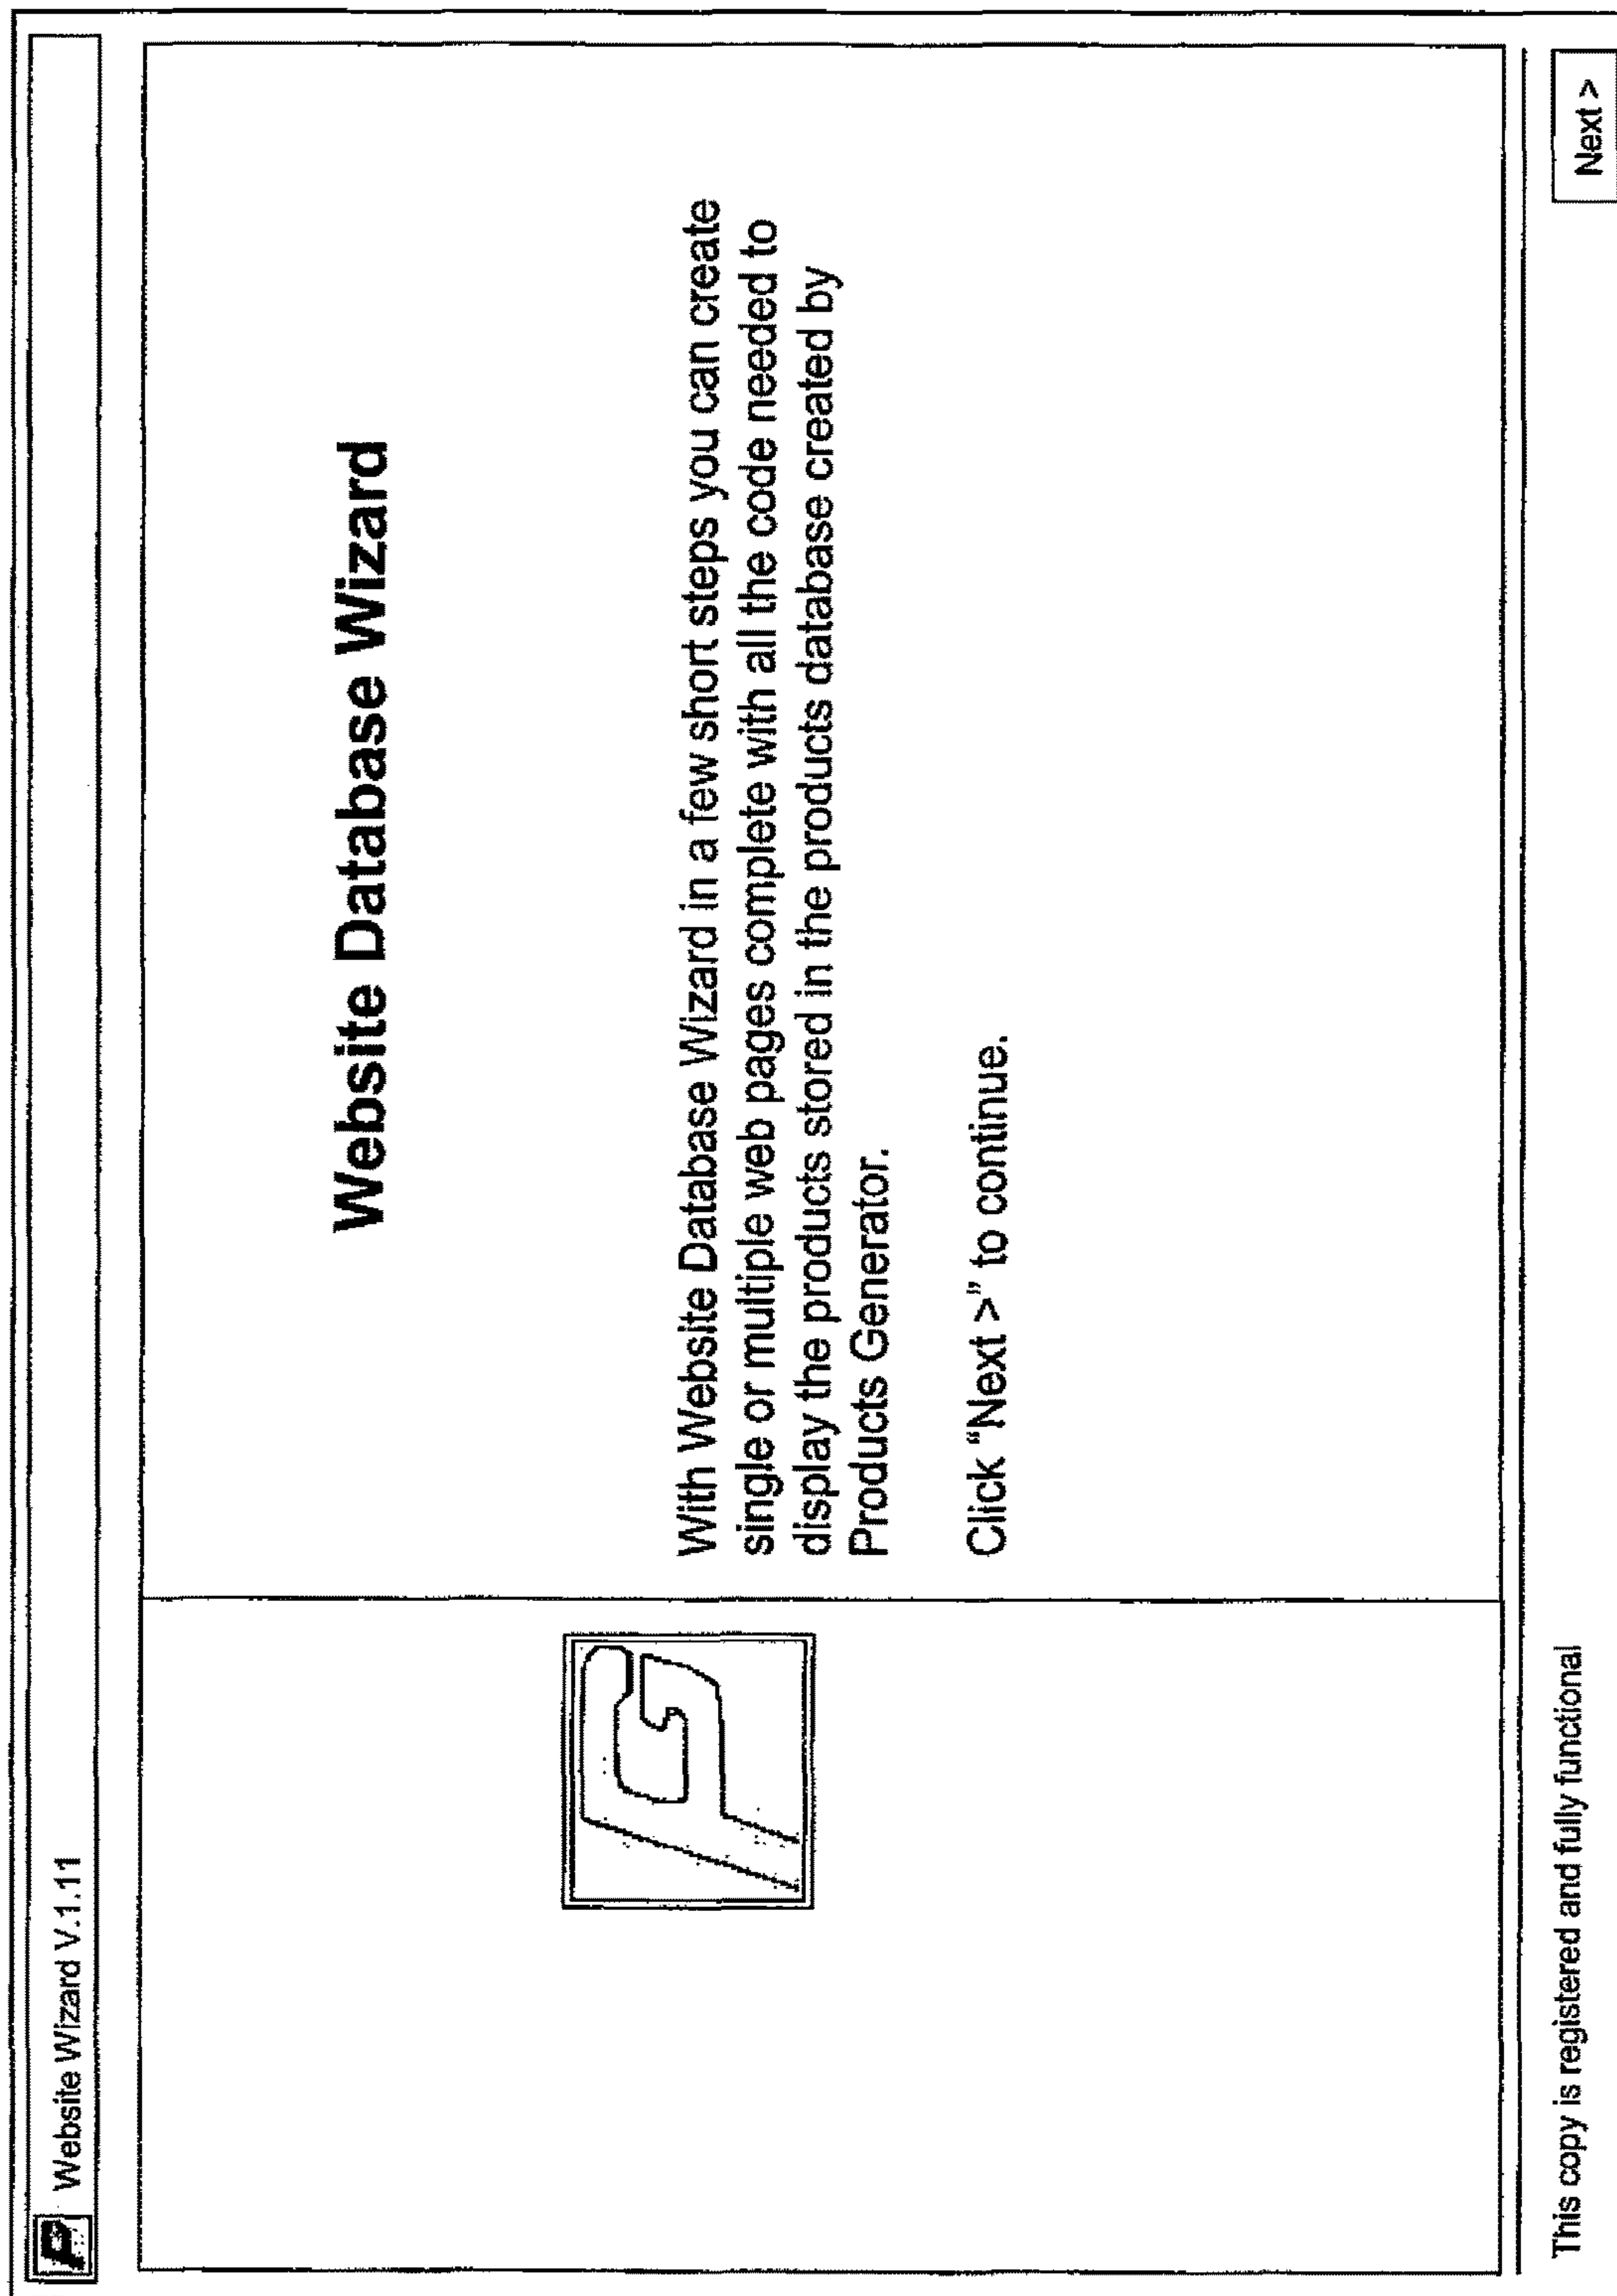 Website Wizard V.1.11
Website Database Wizard
With Website Database Wizard in a few short steps you can create
single or multiple web pages complete with all the code needed to
display the products stored in the products database created by
Products Generator.
Click “Next >” to continue.
This copy is registered and fully functional
Next >